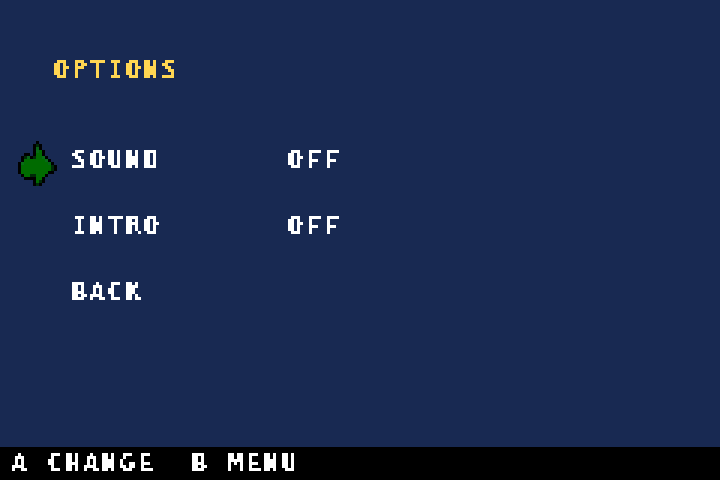 OPTIONS
SOUND OFF
INTRO OFF
BACK
A CHANGE B MENU